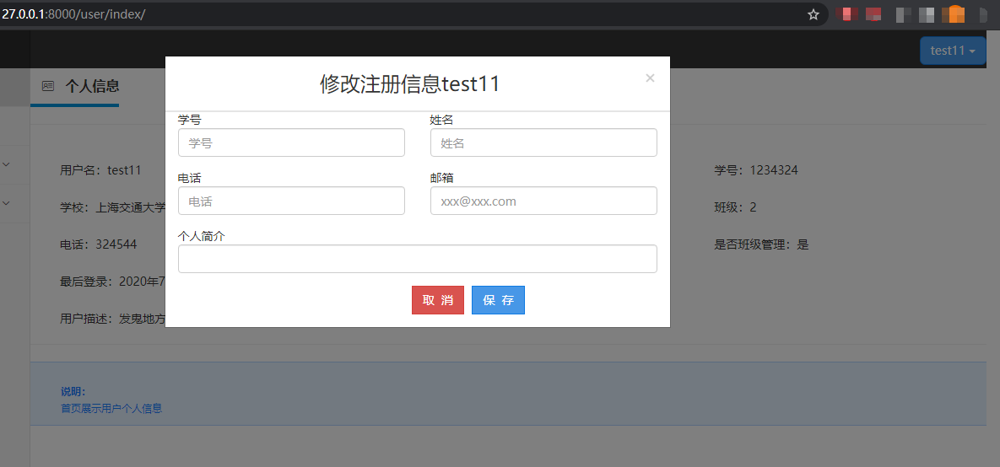 27.0.0.1:8000/user/index/
test11
个人信息
修改注册信息test11
×
学号
姓名
学号
姓名
电话
邮箱
电话
xxx@xxx.com
个人简介
取 消
保 存
用户名：test11
学号：1234324
学校：上海交通大学
班级：2
电话：324544
是否班级管理：是
最后登录：2020年7
用户描述：发鬼地方
说明：
首页展示用户个人信息